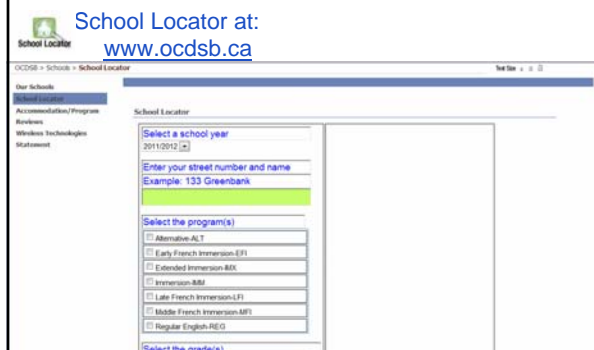 School Locator at:
www.ocdsb.ca
School Locator
OCDSB > Schools > School Locator
Text Size
Our Schools
School Locator
Accommodation/Program
Reviews
Wireless Technologies
Statement
School Locator
Select a school year
2011/2012
Enter your street number and name
Example: 133 Greenbank
Select the program(s)
Alternative-ALT
Early French Immersion-EFI
Extended Immersion-IMX
Immersion-IMM
Late French Immersion-LFI
Middle French Immersion-MFI
Regular English-REG
Select the grade(s)